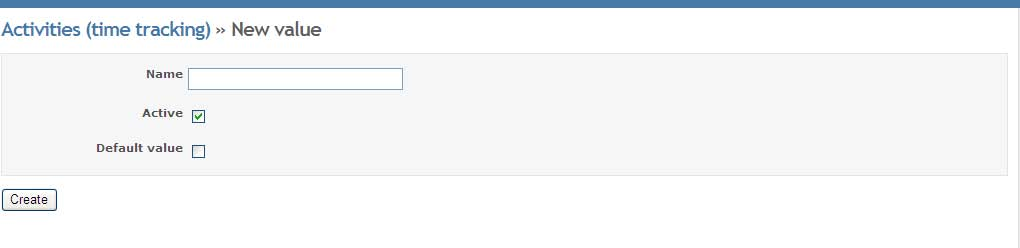 Activities (time tracking) » New value
Name
Active
Default value
Create